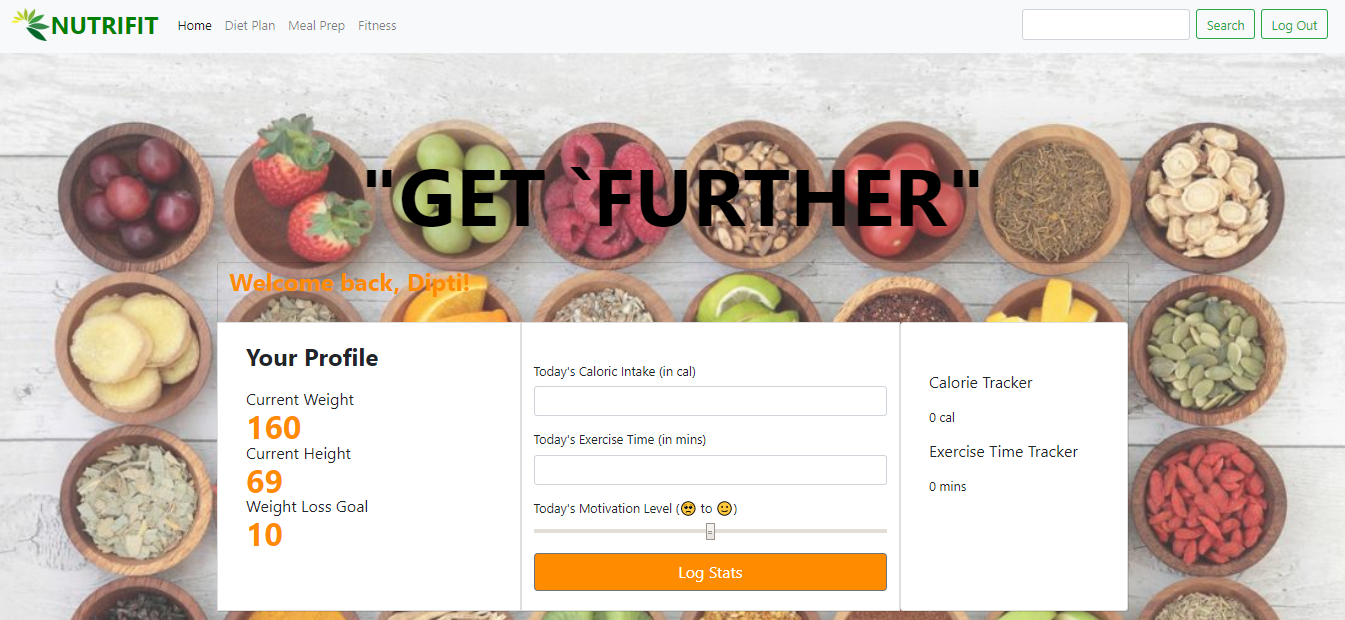 NUTRIFIT Home Diet Plan Meal Prep Fitness Search Log Out
"GET `FURTHER"
Welcome back, Dipti!
Your Profile
Current Weight
160
Current Height
69
Weight Loss Goal
10
Today's Caloric Intake (in cal)
Today's Exercise Time (in mins)
Today's Motivation Level (🥺 to 🙂)
Log Stats
Calorie Tracker
0 cal
Exercise Time Tracker
0 mins